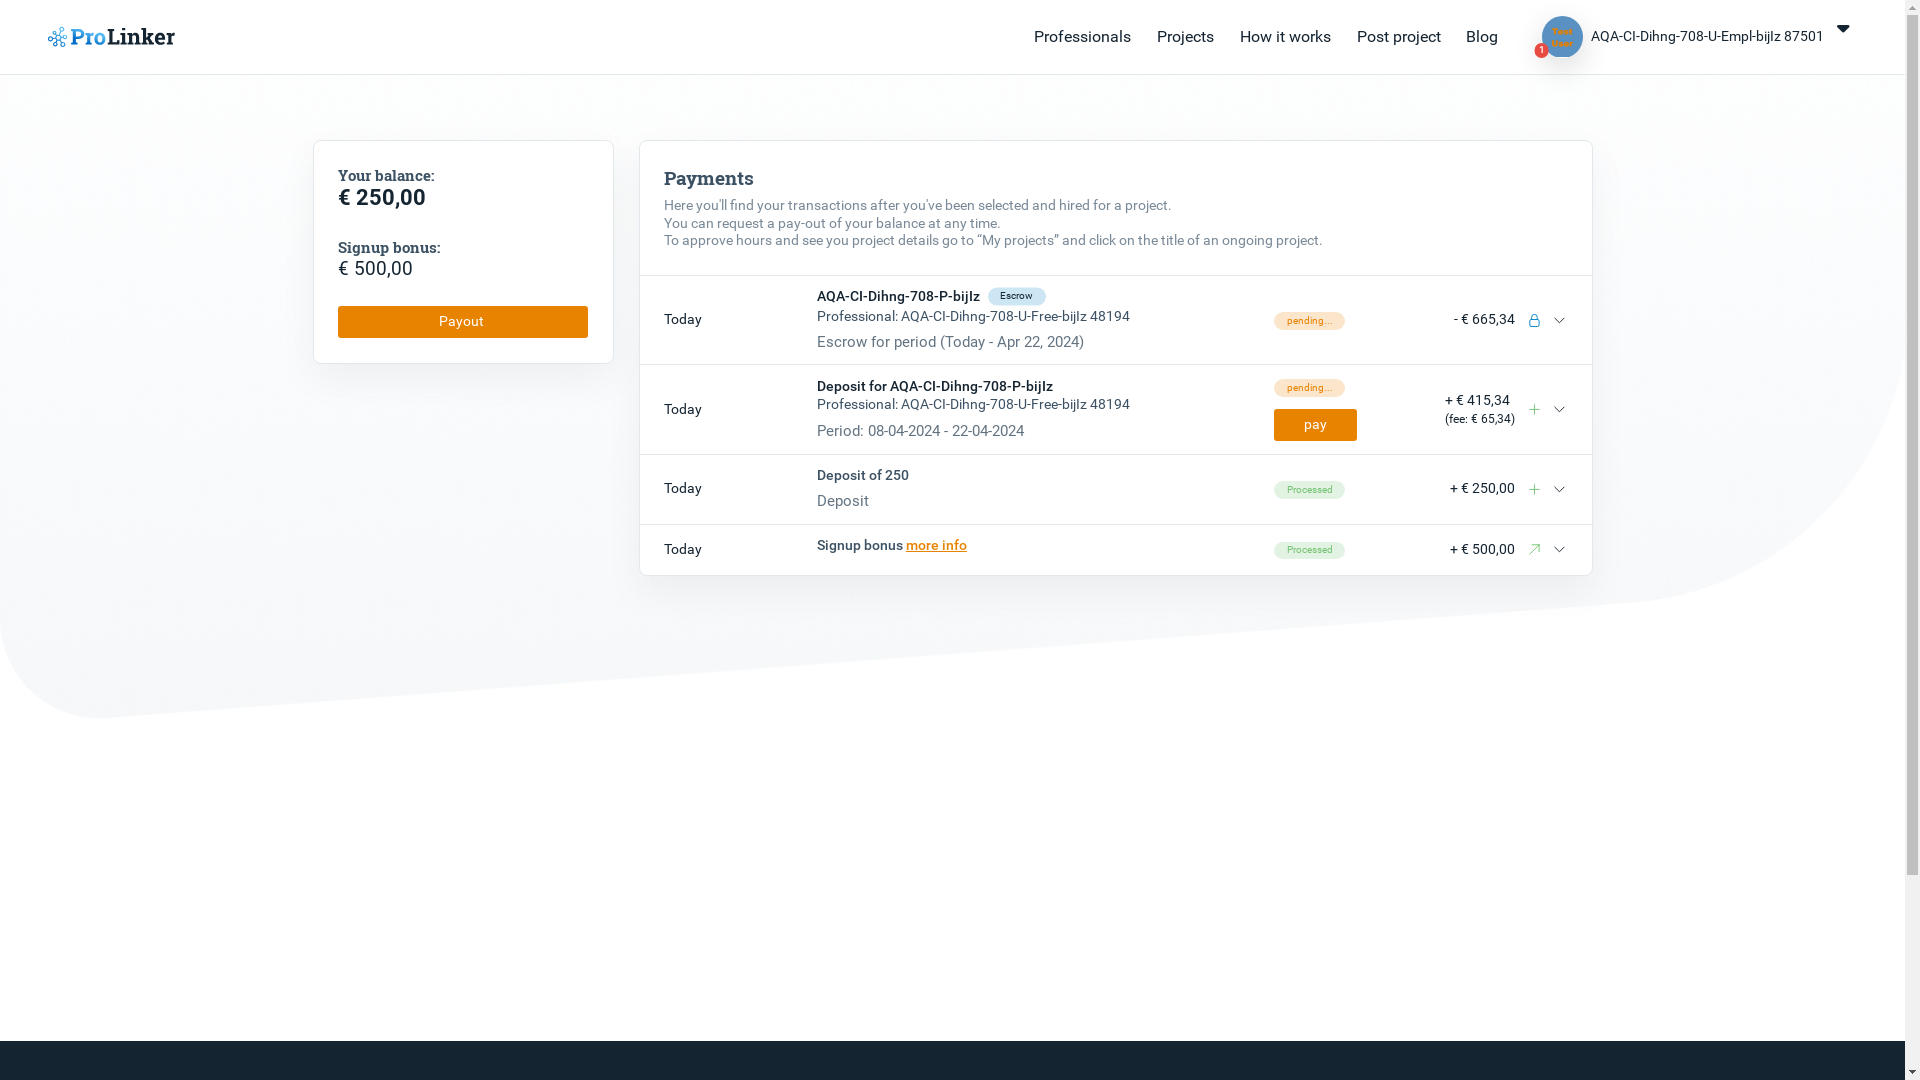 ProLinker
Professionals
Projects
How it works
Post project
Blog
1
AQA-CI-Dihng-708-U-Empl-bijIz 87501
Your balance:
€ 250,00
Signup bonus:
€ 500,00
Payout
Payments
Here you'll find your transactions after you've been selected and hired for a project.
You can request a pay-out of your balance at any time.
To approve hours and see you project details go to “My projects” and click on the title of an ongoing project.
Today
AQA-CI-Dihng-708-P-bijIz
Escrow
Professional: AQA-CI-Dihng-708-U-Free-bijIz 48194
Escrow for period (Today - Apr 22, 2024)
pending...
- € 665,34
Today
Deposit for AQA-CI-Dihng-708-P-bijIz
Professional: AQA-CI-Dihng-708-U-Free-bijIz 48194
Period: 08-04-2024 - 22-04-2024
pending...
pay
+ € 415,34
(fee: € 65,34)
Today
Deposit of 250
Deposit
Processed
+ € 250,00
Today
Signup bonus more info
Processed
+ € 500,00